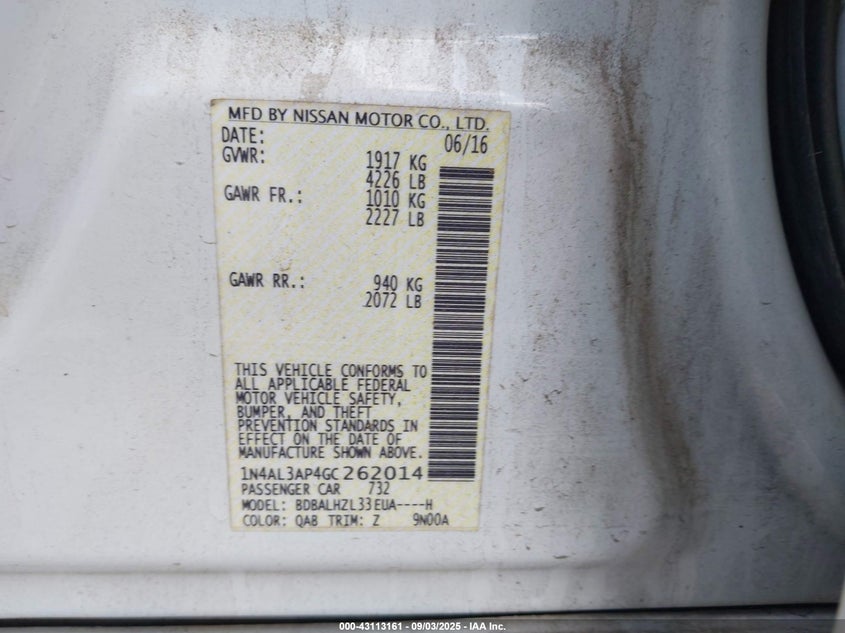 MFD BY NISSAN MOTOR CO., LTD.
DATE: 06/16
GVWR: 1917 KG
4226 LB
GAWR FR.: 1010 KG
2227 LB
GAWR RR.: 940 KG
2072 LB
THIS VEHICLE CONFORMS TO
ALL APPLICABLE FEDERAL
MOTOR VEHICLE SAFETY,
BUMPER, AND THEFT
PREVENTION STANDARDS IN
EFFECT ON THE DATE OF
MANUFACTURE SHOWN ABOVE.
1N4AL3AP4GC262014
PASSENGER CAR 732
MODEL: BDBALHZL33EUA----H
COLOR: QAB TRIM: Z 9N00A
000-43113161 - 09/03/2025 - IAA Inc.